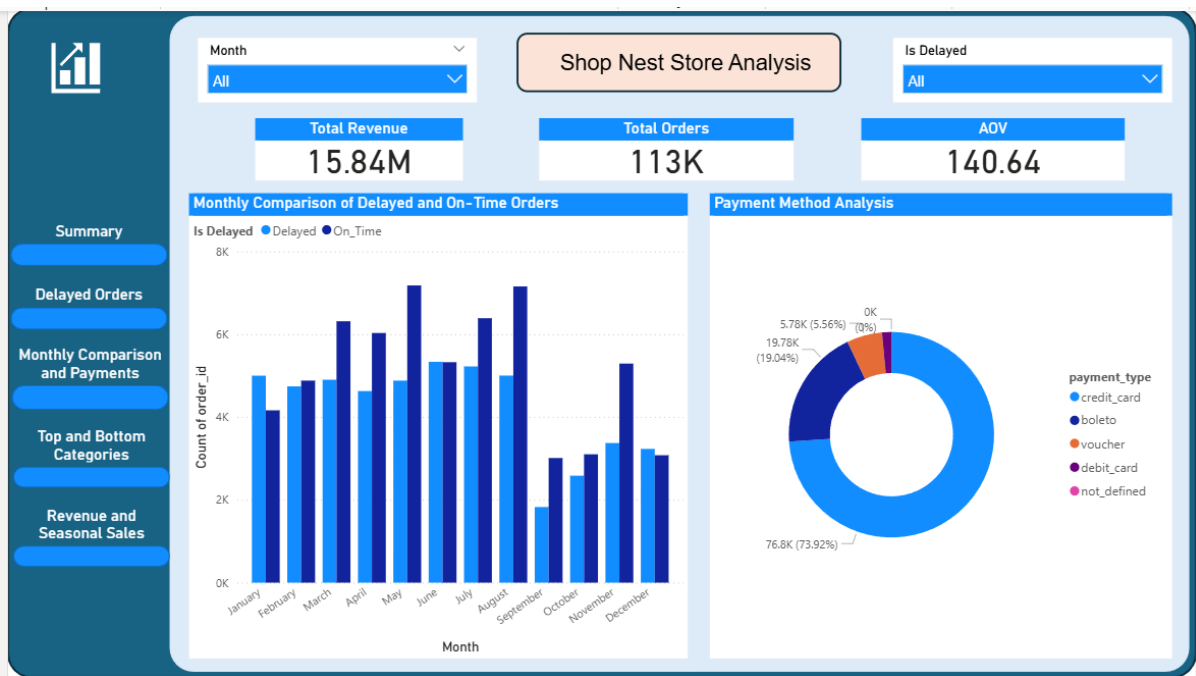 Month
All
Shop Nest Store Analysis
Is Delayed
All
Total Revenue
15.84M
Total Orders
113K
AOV
140.64
Summary
Delayed Orders
Monthly Comparison
and Payments
Top and Bottom
Categories
Revenue and
Seasonal Sales
Monthly Comparison of Delayed and On-Time Orders
Is Delayed Delayed On_Time
8K
6K
4K
2K
0K
Count of order_id
January
February
March
April
May
June
July
August
September
October
November
December
Month
Payment Method Analysis
0K
(0%)
5.78K (5.56%)
19.78K
(19.04%)
76.8K (73.92%)
payment_type
credit_card
boleto
voucher
debit_card
not_defined